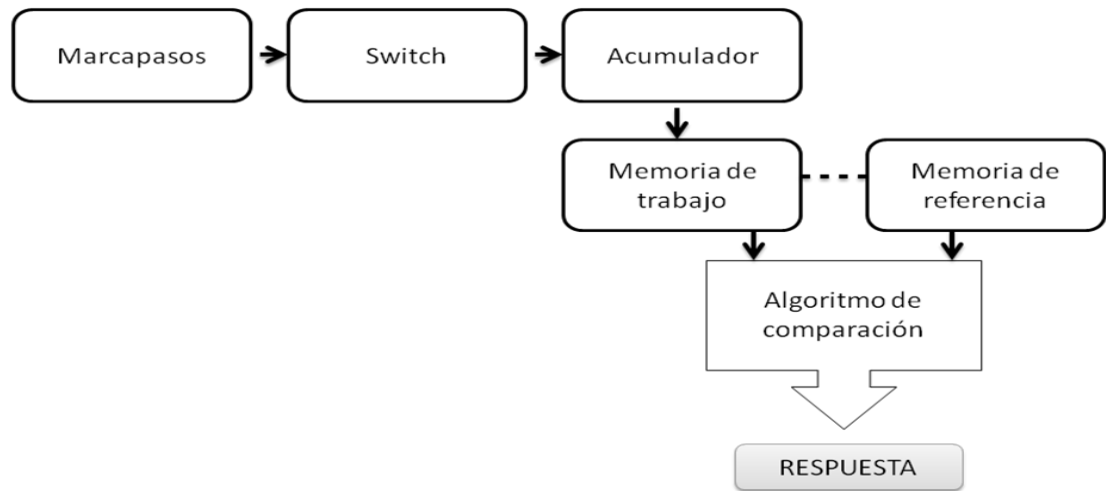 Marcapasos
Switch
Acumulador
Memoria de
trabajo
Memoria de
referencia
Algoritmo de
comparación
RESPUESTA